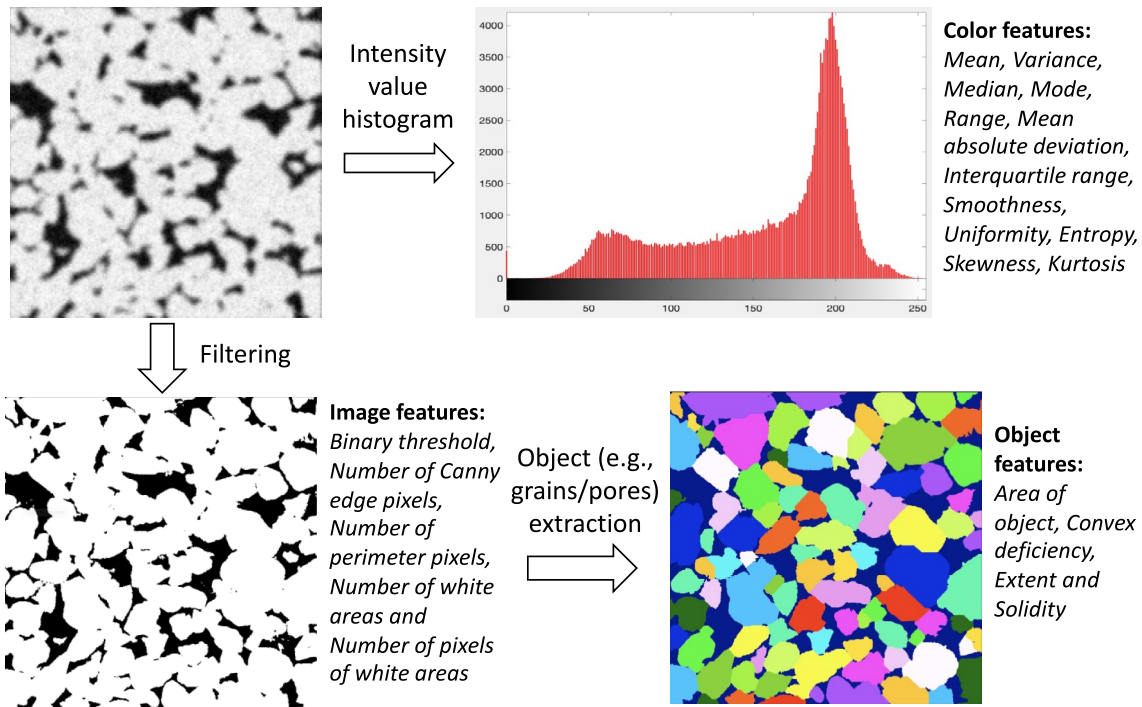 Intensity
value
histogram
4000
3500
3000
2500
2000
1500
1000
500
0
0
50
100
150
200
250
Color features:
Mean, Variance,
Median, Mode,
Range, Mean
absolute deviation,
Interquartile range,
Smoothness,
Uniformity, Entropy,
Skewness, Kurtosis
Filtering
Image features:
Binary threshold,
Number of Canny
edge pixels,
Number of
perimeter pixels,
Number of white
areas and
Number of pixels
of white areas
Object (e.g.,
grains/pores)
extraction
Object
features:
Area of
object, Convex
deficiency,
Extent and
Solidity